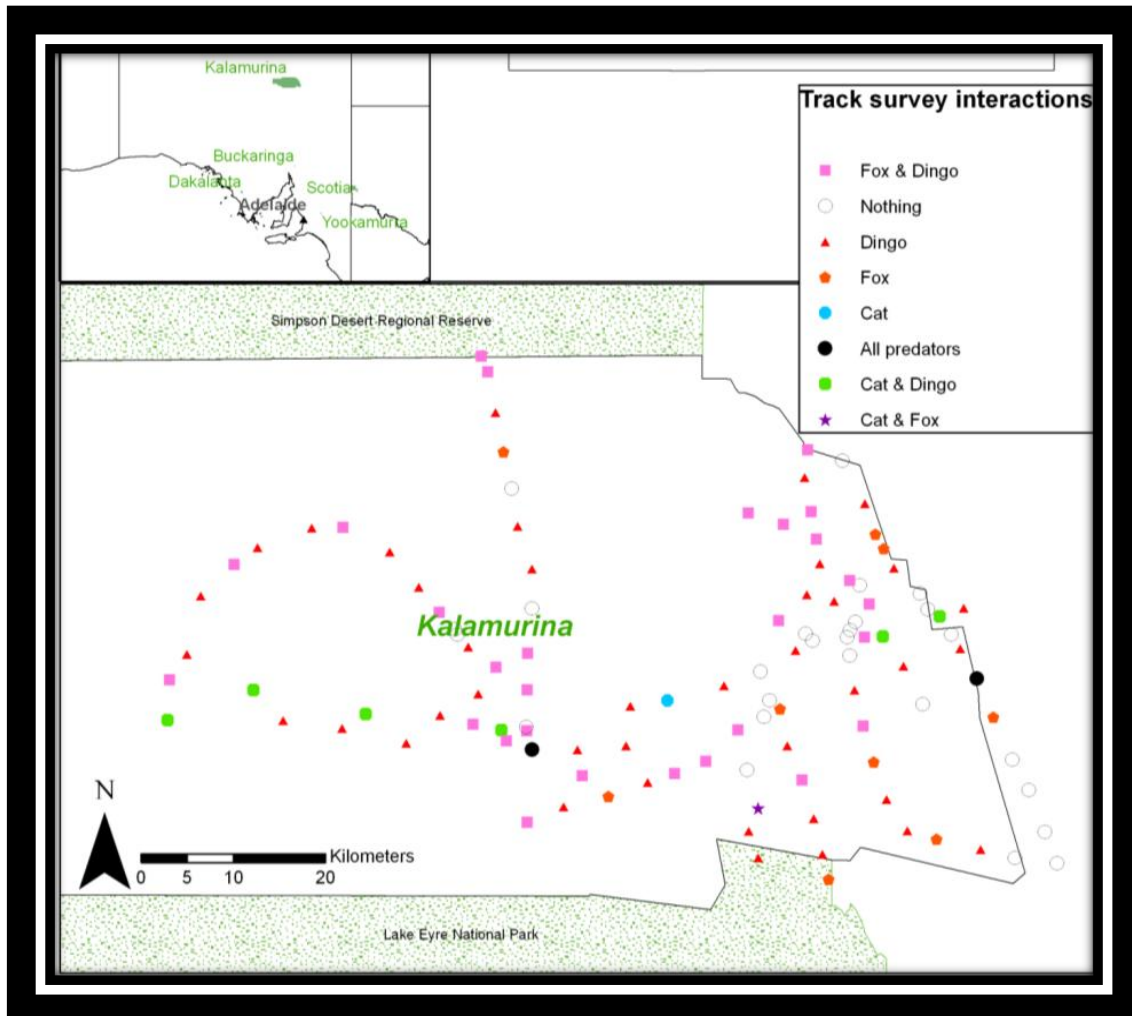 Kalamurina
Buckaringa
Dakalanta
Scotia
Adelaide
Yookamurra
Track survey interactions
Fox & Dingo
Nothing
Dingo
Fox
Cat
All predators
Cat & Dingo
Cat & Fox
Simpson Desert Regional Reserve
Kalamurina
N
Kilometers
0 5 10 20
Lake Eyre National Park